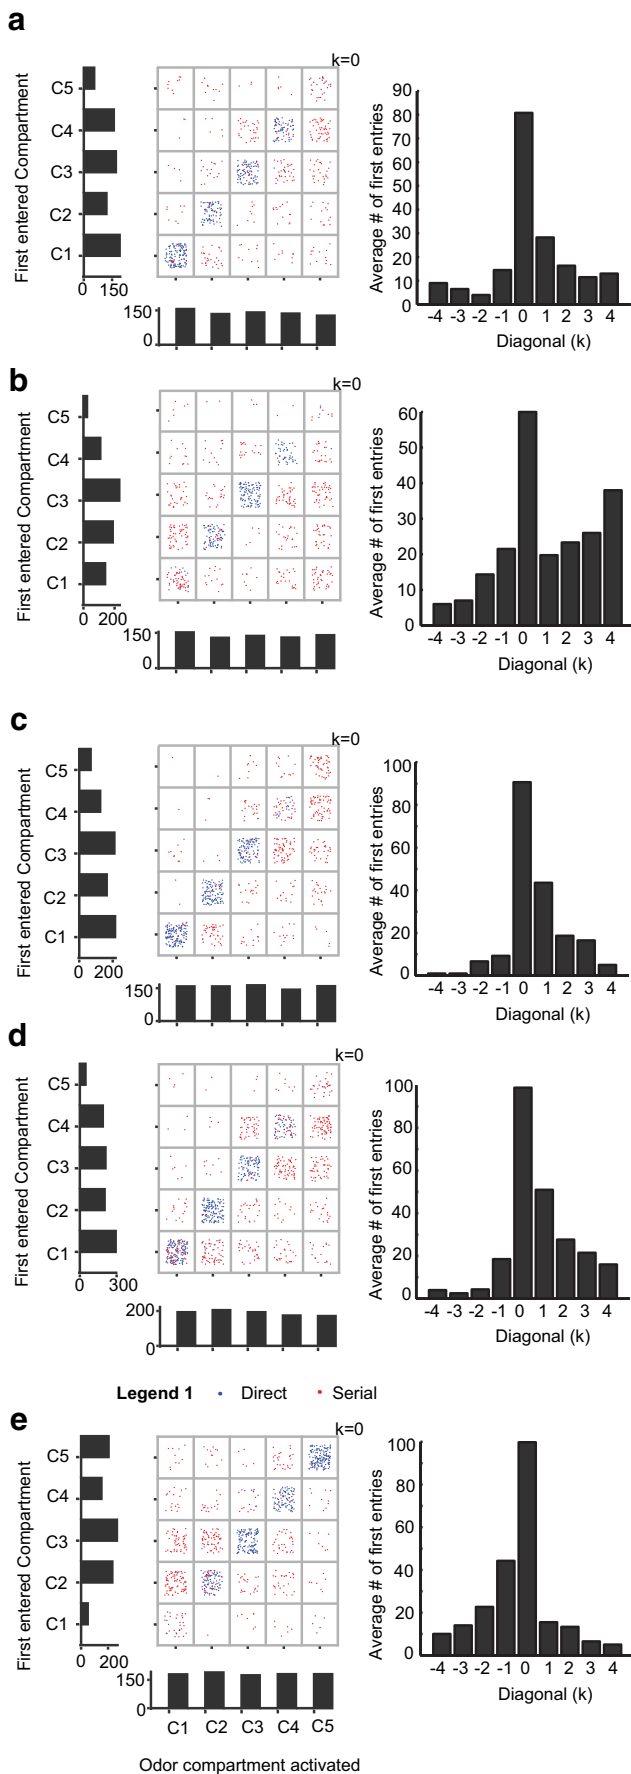 a
k=0
First entered Compartment
C5
C4
C3
C2
C1
0 150
150
0
Average # of first entries
90
80
70
60
50
40
30
20
10
0
-4 -3 -2 -1 0 1 2 3 4
Diagonal (k)
b
k=0
First entered Compartment
C5
C4
C3
C2
C1
0 200
150
0
Average # of first entries
60
50
40
30
20
10
0
-4 -3 -2 -1 0 1 2 3 4
Diagonal (k)
c
k=0
First entered Compartment
C5
C4
C3
C2
C1
0 200
150
0
Average # of first entries
100
80
60
40
20
0
-4 -3 -2 -1 0 1 2 3 4
Diagonal (k)
d
k=0
First entered Compartment
C5
C4
C3
C2
C1
0 300
200
0
Average # of first entries
100
80
60
40
20
0
-4 -3 -2 -1 0 1 2 3 4
Diagonal (k)
Legend 1 Direct Serial
e
k=0
First entered Compartment
C5
C4
C3
C2
C1
0 200
150
0
C1 C2 C3 C4 C5
Odor compartment activated
Average # of first entries
100
80
60
40
20
0
-4 -3 -2 -1 0 1 2 3 4
Diagonal (k)